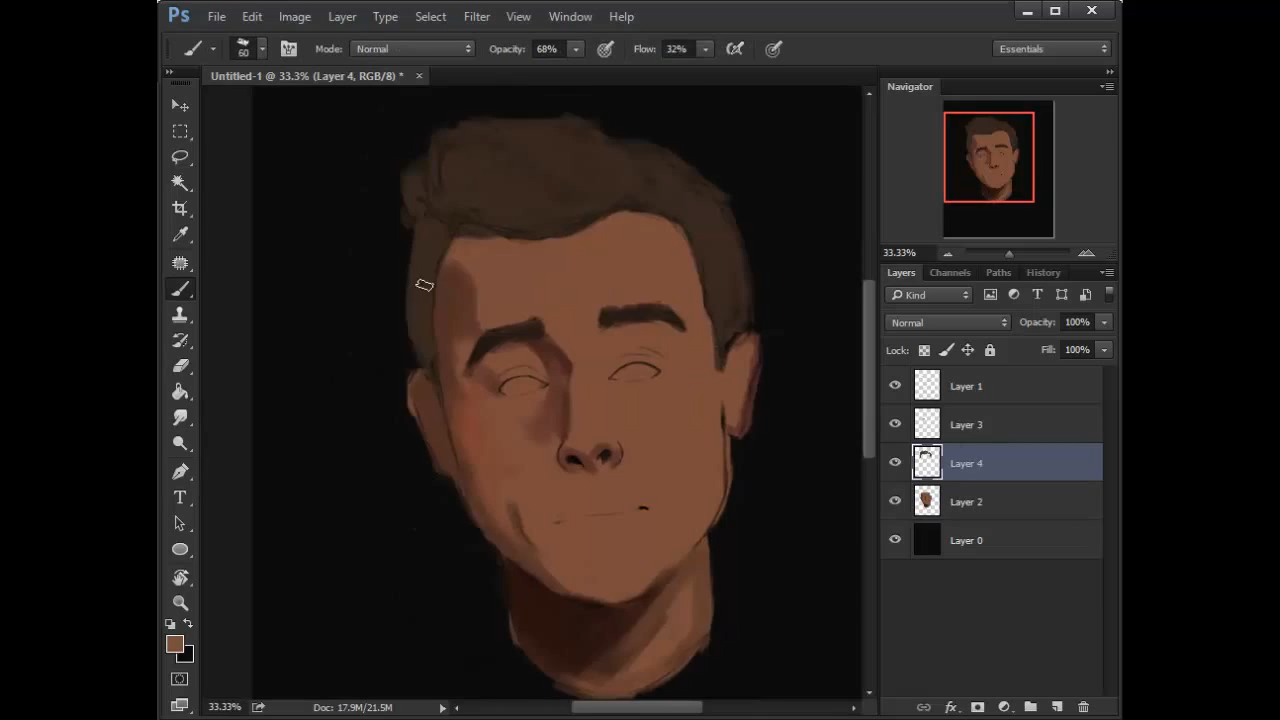 Ps File Edit Image Layer Type Select Filter View Window Help
60 Mode: Normal Opacity: 68% Flow: 32% Essentials
Untitled-1 @ 33.3% (Layer 4, RGB/8) * ×
Navigator
33.33%
Layers Channels Paths History
Kind
Normal Opacity: 100%
Lock: Fill: 100%
Layer 1
Layer 3
Layer 4
Layer 2
Layer 0
33.33% Doc: 17.9M/21.5M